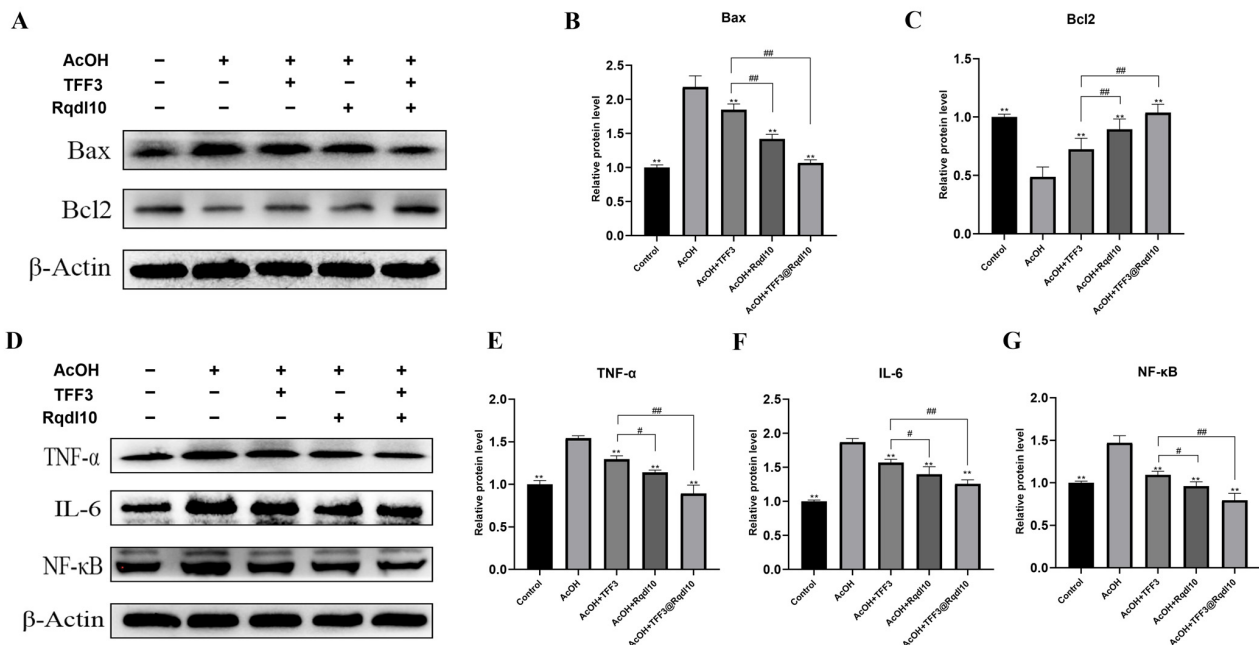 A
AcOH − + + + +
TFF3 − − + − +
Rqdl10 − − − + +
Bax
Bcl2
β-Actin
B
Bax
Relative protein level
2.5
2.0
1.5
1.0
0.5
0.0
**
**
**
**
##
##
Control
AcOH
AcOH+TFF3
AcOH+Rqdl10
AcOH+TFF3@Rqdl10
C
Bcl2
Relative protein level
1.5
1.0
0.5
0.0
**
**
**
**
##
##
Control
AcOH
AcOH+TFF3
AcOH+Rqdl10
AcOH+TFF3@Rqdl10
D
AcOH − + + + +
TFF3 − − + − +
Rqdl10 − − − + +
TNF-α
IL-6
NF-κB
β-Actin
E
TNF-α
Relative protein level
2.0
1.5
1.0
0.5
0.0
**
**
**
**
#
##
Control
AcOH
AcOH+TFF3
AcOH+Rqdl10
AcOH+TFF3@Rqdl10
F
IL-6
Relative protein level
2.5
2.0
1.5
1.0
0.5
0.0
**
**
**
**
#
##
Control
AcOH
AcOH+TFF3
AcOH+Rqdl10
AcOH+TFF3@Rqdl10
G
NF-κB
Relative protein level
2.0
1.5
1.0
0.5
0.0
**
**
**
**
#
##
Control
AcOH
AcOH+TFF3
AcOH+Rqdl10
AcOH+TFF3@Rqdl10